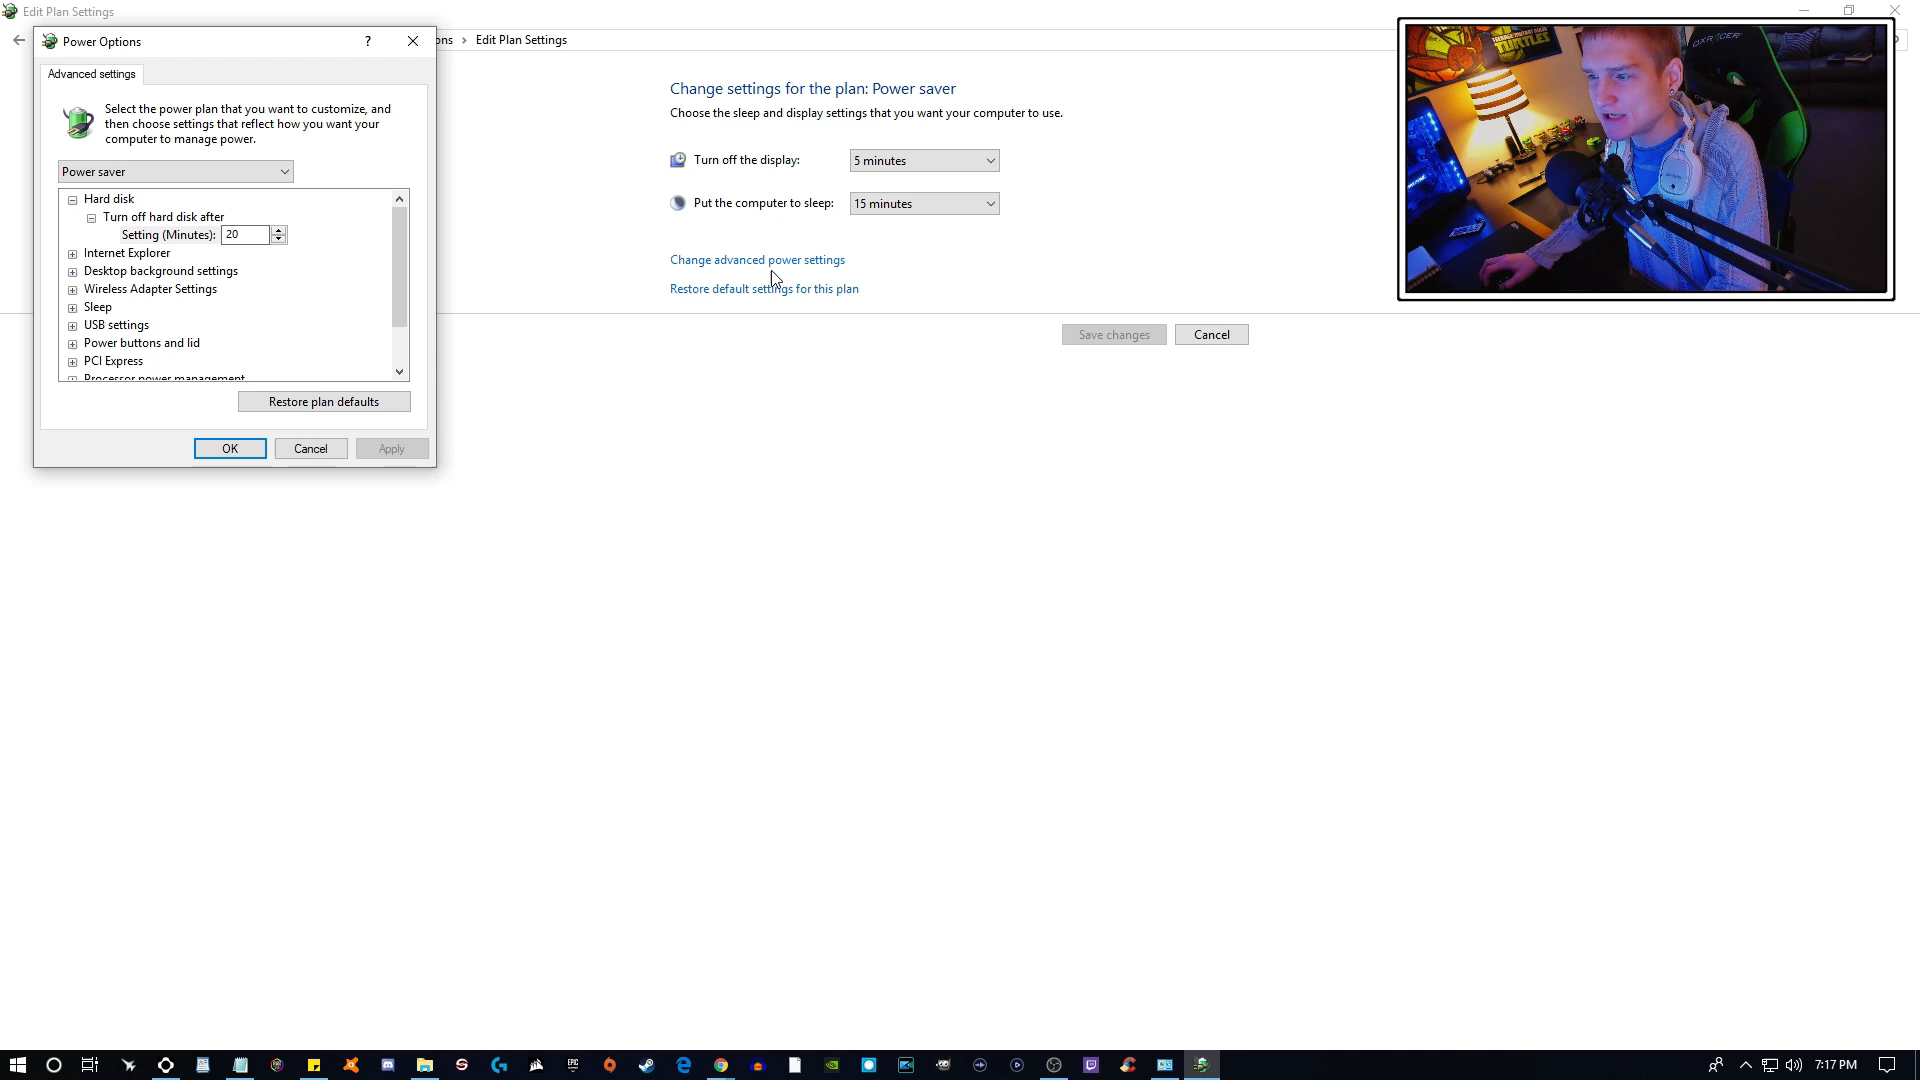 Edit Plan Settings
Power Options
?
ons > Edit Plan Settings
Advanced settings
Select the power plan that you want to customize, and
then choose settings that reflect how you want your
computer to manage power.
Power saver
Hard disk
Turn off hard disk after
Setting (Minutes): 20
Internet Explorer
Desktop background settings
Wireless Adapter Settings
Sleep
USB settings
Power buttons and lid
PCI Express
Processor power management
Restore plan defaults
OK
Cancel
Apply
Change settings for the plan: Power saver
Choose the sleep and display settings that you want your computer to use.
Turn off the display:
5 minutes
Put the computer to sleep:
15 minutes
Change advanced power settings
Restore default settings for this plan
Save changes
Cancel
TURTLES
DXRACER
EPIC
7:17 PM